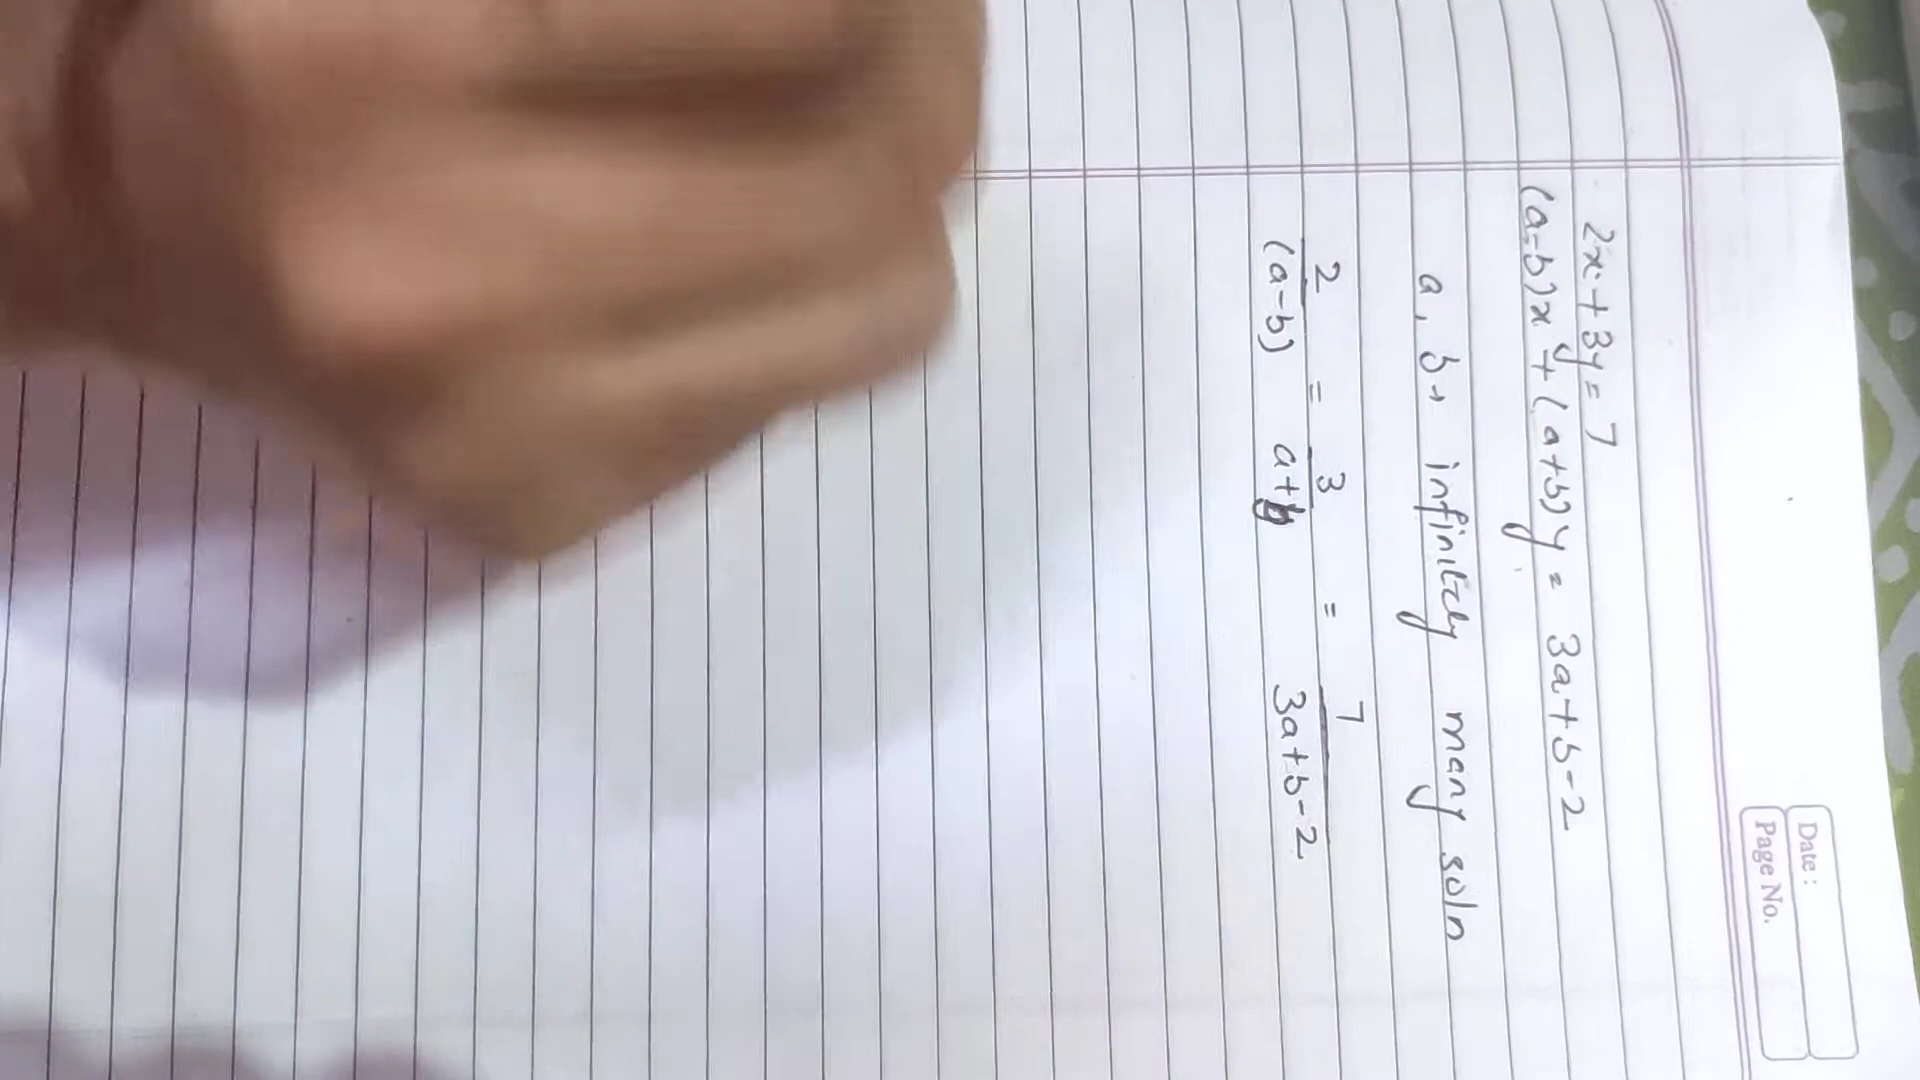 Date :
Page No.
2x + 3y = 7
(a-b)x + (a+b)y = 3a+b-2
a, b → infinitely many soln
2/(a-b) = 3/a+b = 7/3a+b-2